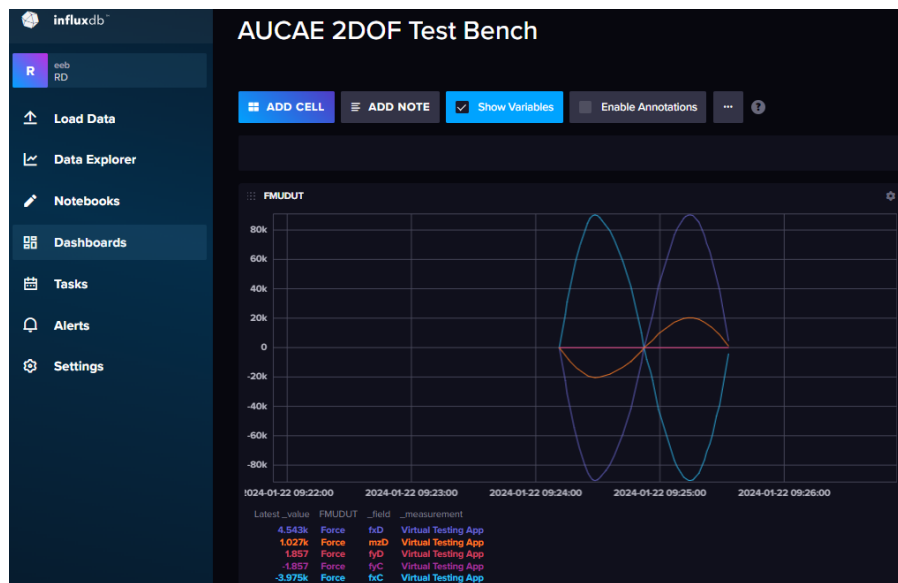 influxdb™
AUCAE 2DOF Test Bench
R
eeb
RD
ADD CELL
ADD NOTE
Show Variables
Enable Annotations
Load Data
Data Explorer
Notebooks
Dashboards
Tasks
Alerts
Settings
FMUDUT
80k
60k
40k
20k
0
-20k
-40k
-60k
-80k
2024-01-22 09:22:00 2024-01-22 09:23:00 2024-01-22 09:24:00 2024-01-22 09:25:00 2024-01-22 09:26:00
Latest _value FMUDUT _field _measurement
4.543k Force fxD Virtual Testing App
1.027k Force mzD Virtual Testing App
1.857 Force fyD Virtual Testing App
-1.857 Force fyC Virtual Testing App
-3.975k Force fxC Virtual Testing App